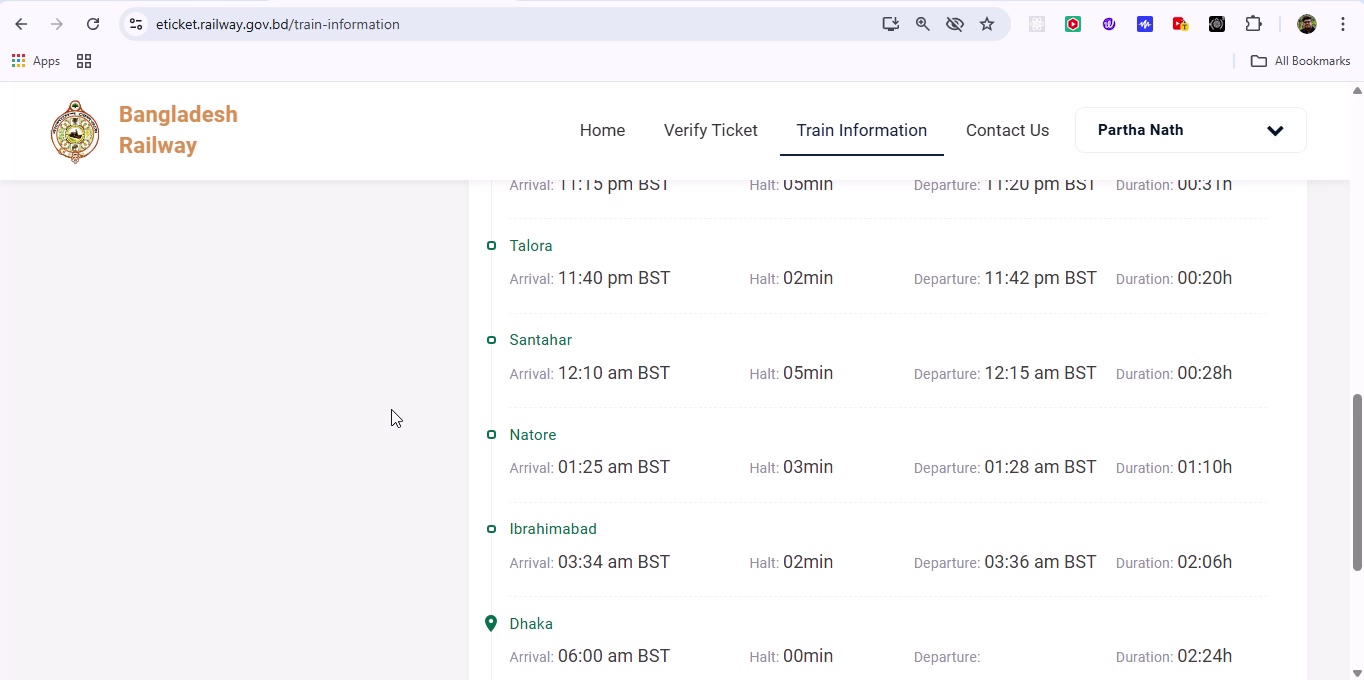 eticket.railway.gov.bd/train-information
Apps
All Bookmarks
Bangladesh
Railway
Home
Verify Ticket
Train Information
Contact Us
Partha Nath
Arrival: 11:15 pm BST Halt: 05min Departure: 11:20 pm BST Duration: 00:31h
Talora
Arrival: 11:40 pm BST Halt: 02min Departure: 11:42 pm BST Duration: 00:20h
Santahar
Arrival: 12:10 am BST Halt: 05min Departure: 12:15 am BST Duration: 00:28h
Natore
Arrival: 01:25 am BST Halt: 03min Departure: 01:28 am BST Duration: 01:10h
Ibrahimabad
Arrival: 03:34 am BST Halt: 02min Departure: 03:36 am BST Duration: 02:06h
Dhaka
Arrival: 06:00 am BST Halt: 00min Departure: Duration: 02:24h